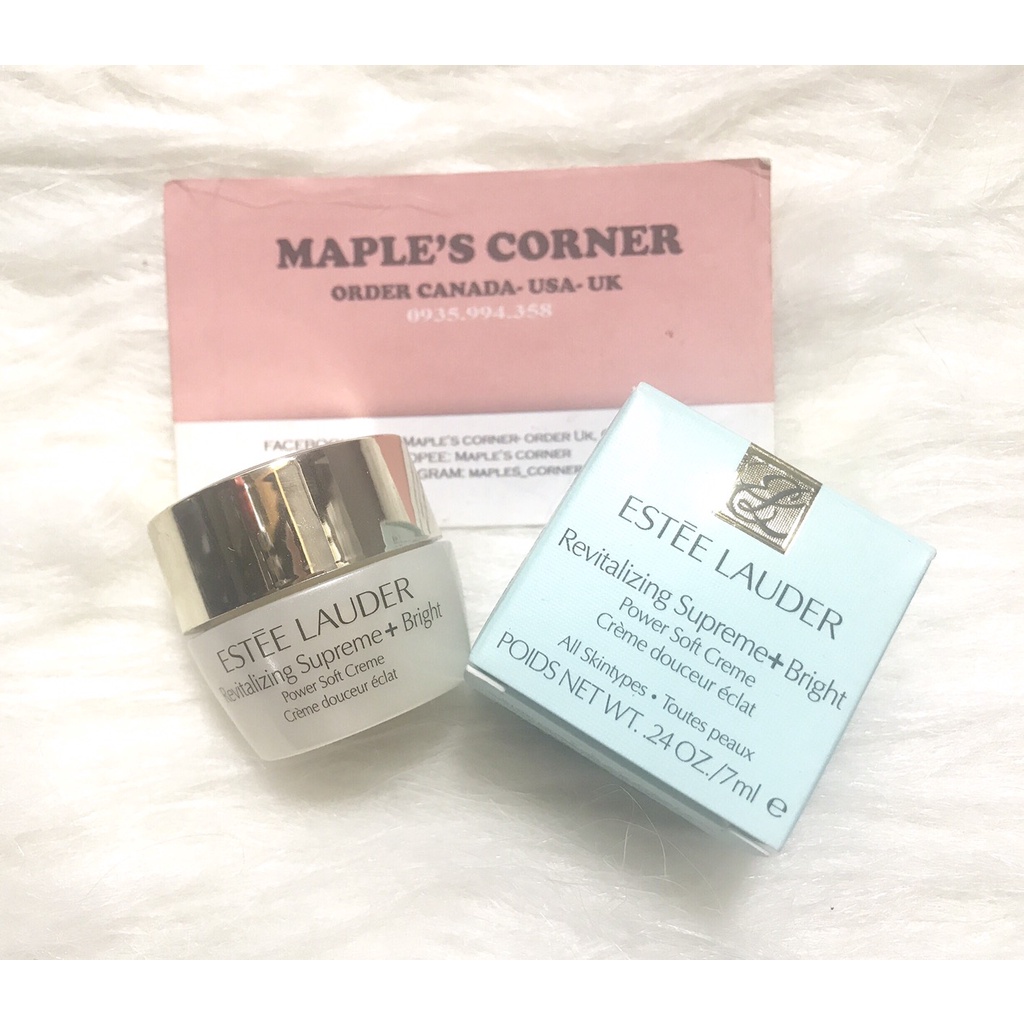 MAPLE'S CORNER
ORDER CANADA- USA- UK
0935.994.358
MAPLE'S CORNER- ORDER UK,
MAPLE'S CORNER
MAPLES_CORNER
ESTĒE LAUDER
Revitalizing Supreme+ Bright
Power Soft Creme
Crème douceur éclat
ESTĒE LAUDER
Revitalizing Supreme+ Bright
Power Soft Creme
Crème douceur éclat
All Skintypes • Toutes peaux
POIDS NET WT. .24 OZ./7ml e